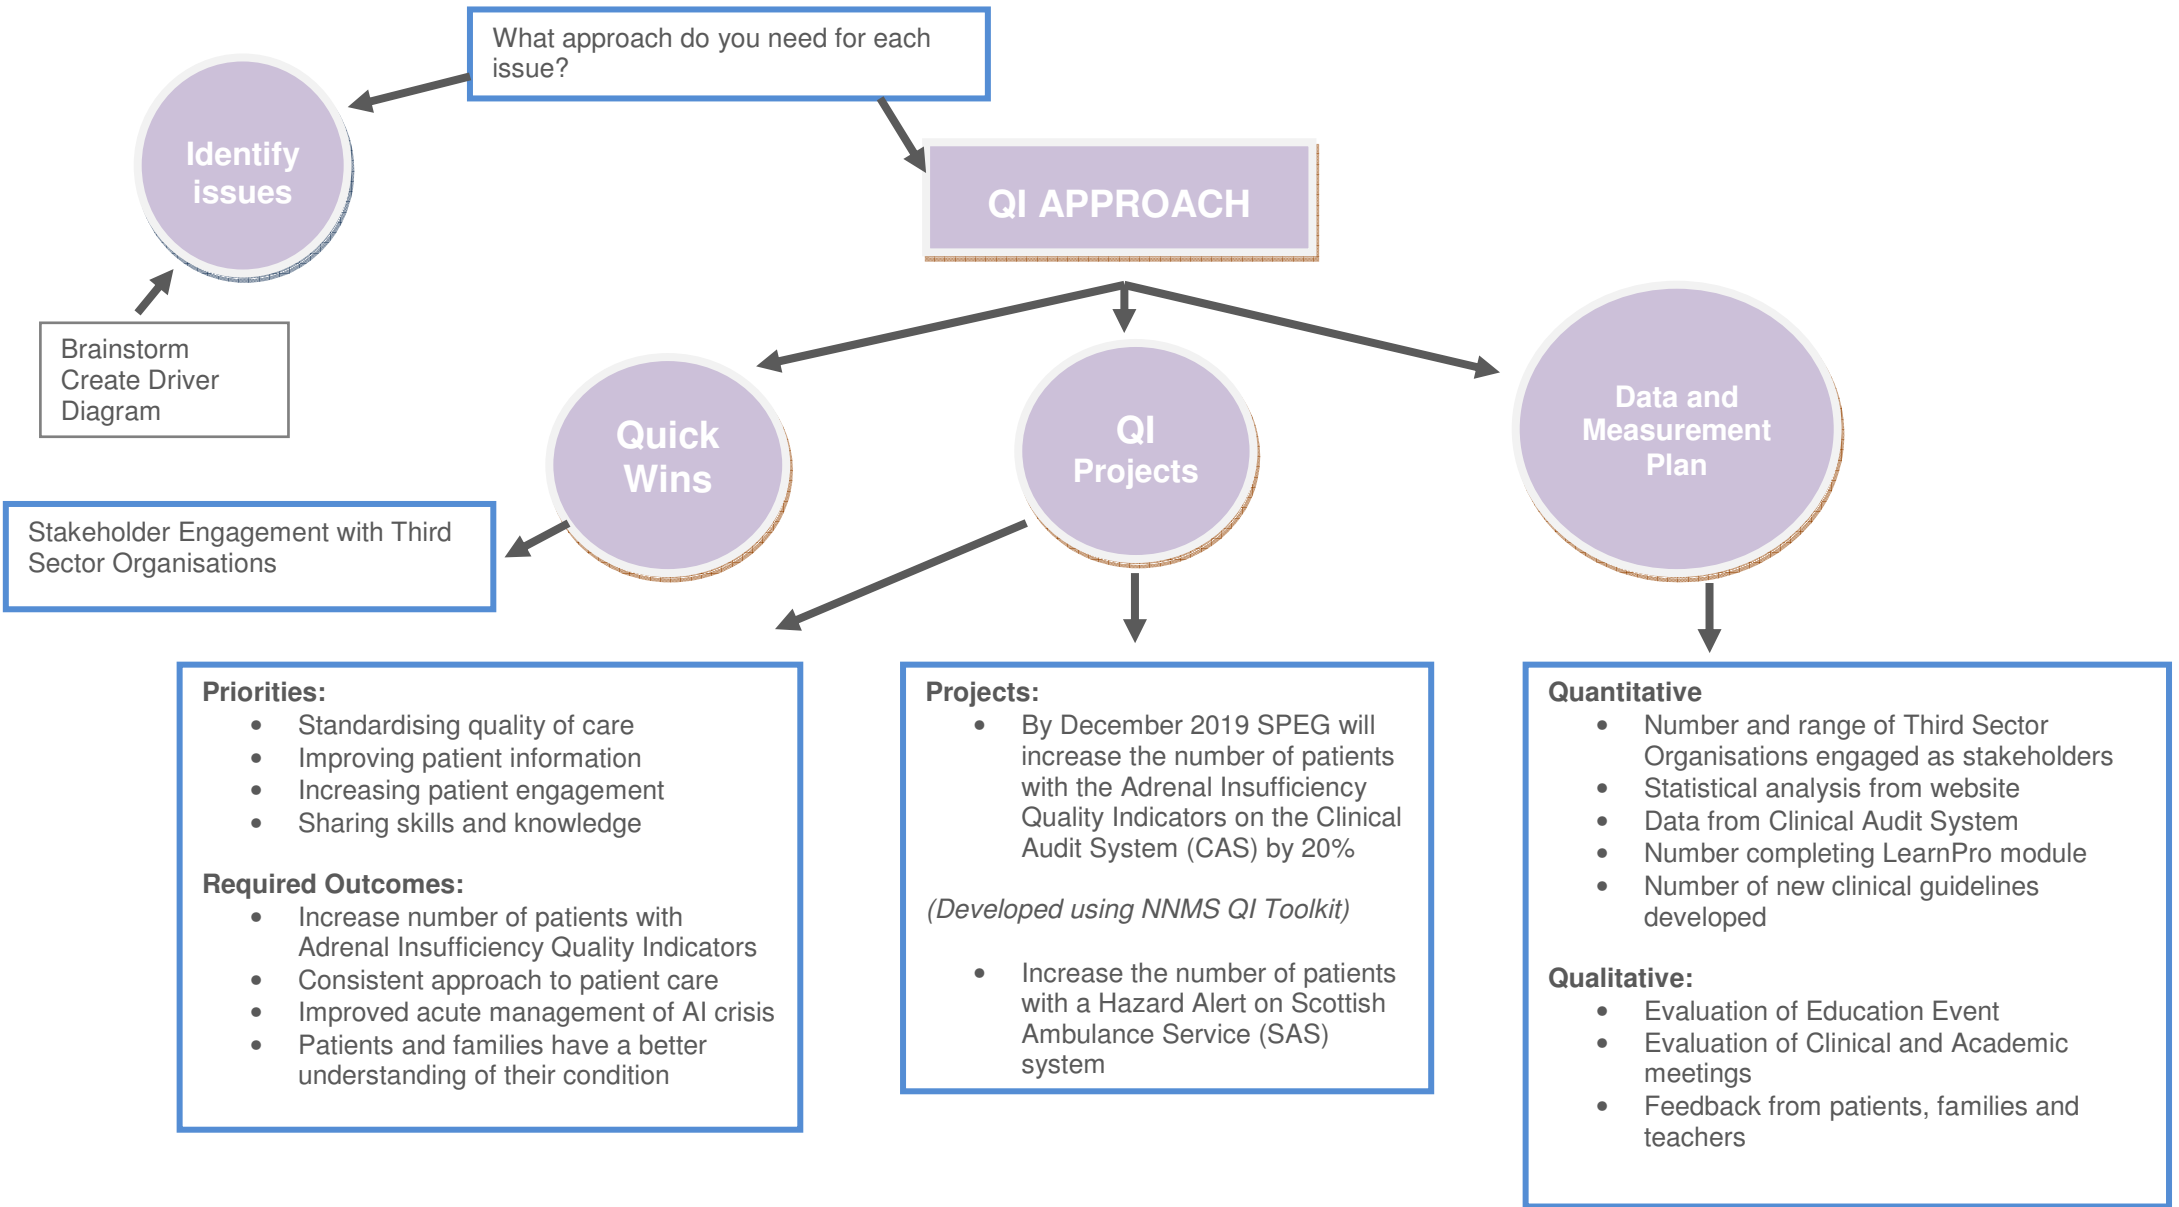 What approach do you need for each
issue?
Identify
issues
QI APPROACH
Brainstorm
Create Driver
Diagram
Quick
Wins
QI
Projects
Data and
Measurement
Plan
Stakeholder Engagement with Third
Sector Organisations
Priorities:
• Standardising quality of care
• Improving patient information
• Increasing patient engagement
• Sharing skills and knowledge
Required Outcomes:
• Increase number of patients with
Adrenal Insufficiency Quality Indicators
• Consistent approach to patient care
• Improved acute management of AI crisis
• Patients and families have a better
understanding of their condition
Projects:
• By December 2019 SPEG will
increase the number of patients
with the Adrenal Insufficiency
Quality Indicators on the Clinical
Audit System (CAS) by 20%
(Developed using NNMS QI Toolkit)
• Increase the number of patients
with a Hazard Alert on Scottish
Ambulance Service (SAS)
system
Quantitative
• Number and range of Third Sector
Organisations engaged as stakeholders
• Statistical analysis from website
• Data from Clinical Audit System
• Number completing LearnPro module
• Number of new clinical guidelines
developed
Qualitative:
• Evaluation of Education Event
• Evaluation of Clinical and Academic
meetings
• Feedback from patients, families and
teachers